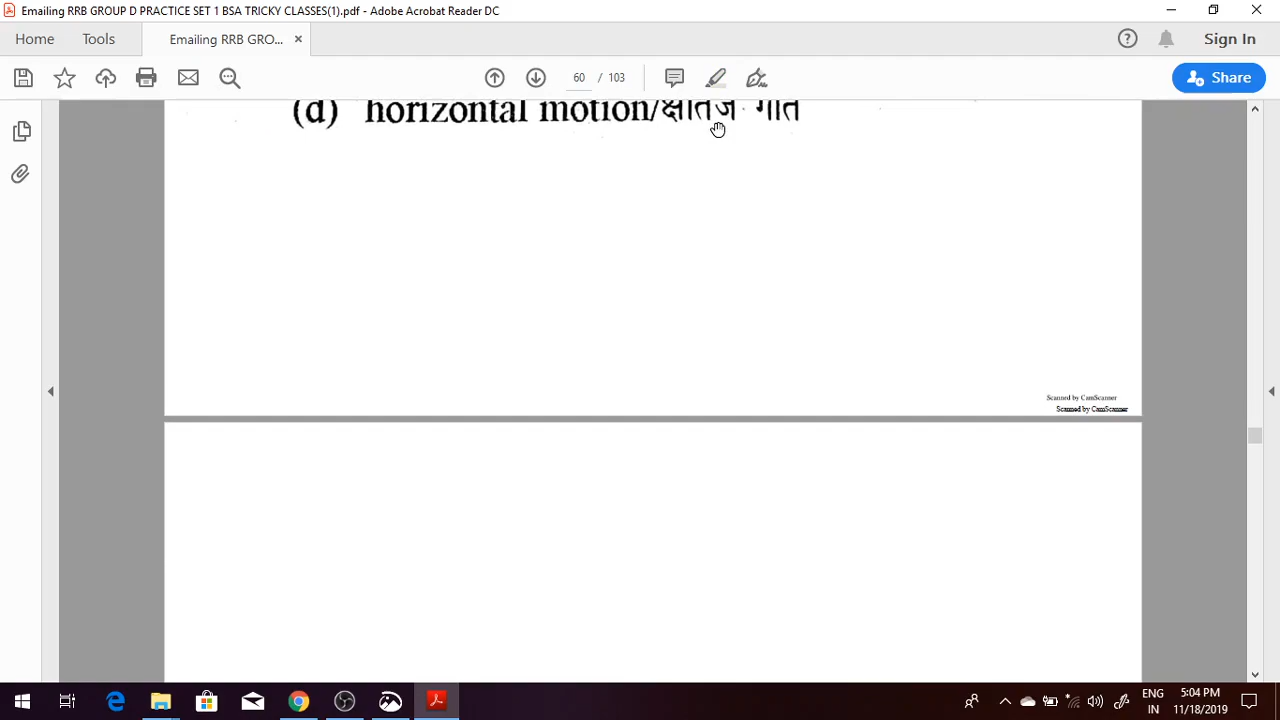 Emailing RRB GROUP D PRACTICE SET 1 BSA TRICKY CLASSES(1).pdf - Adobe Acrobat Reader DC
Home Tools Emailing RRB GRO... ×
Sign In
60 / 103
Share
(d) horizontal motion/क्षैतिज गति
Scanned by CamScanner
Scanned by CamScanner
ENG 5:04 PM
IN 11/18/2019